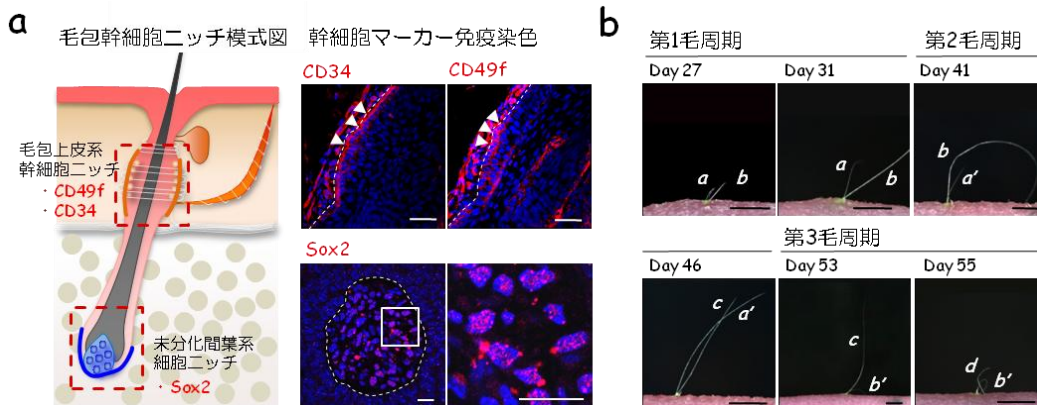 a
毛包幹細胞ニッチ模式図
毛包上皮系
幹細胞ニッチ
・CD49f
・CD34
未分化間葉系
細胞ニッチ
・Sox2
幹細胞マーカー免疫染色
CD34
CD49f
Sox2
b
第1毛周期
第2毛周期
Day 27
Day 31
Day 41
a
b
a
b
b
a'
第3毛周期
Day 46
Day 53
Day 55
c
a'
c
b'
d
b'